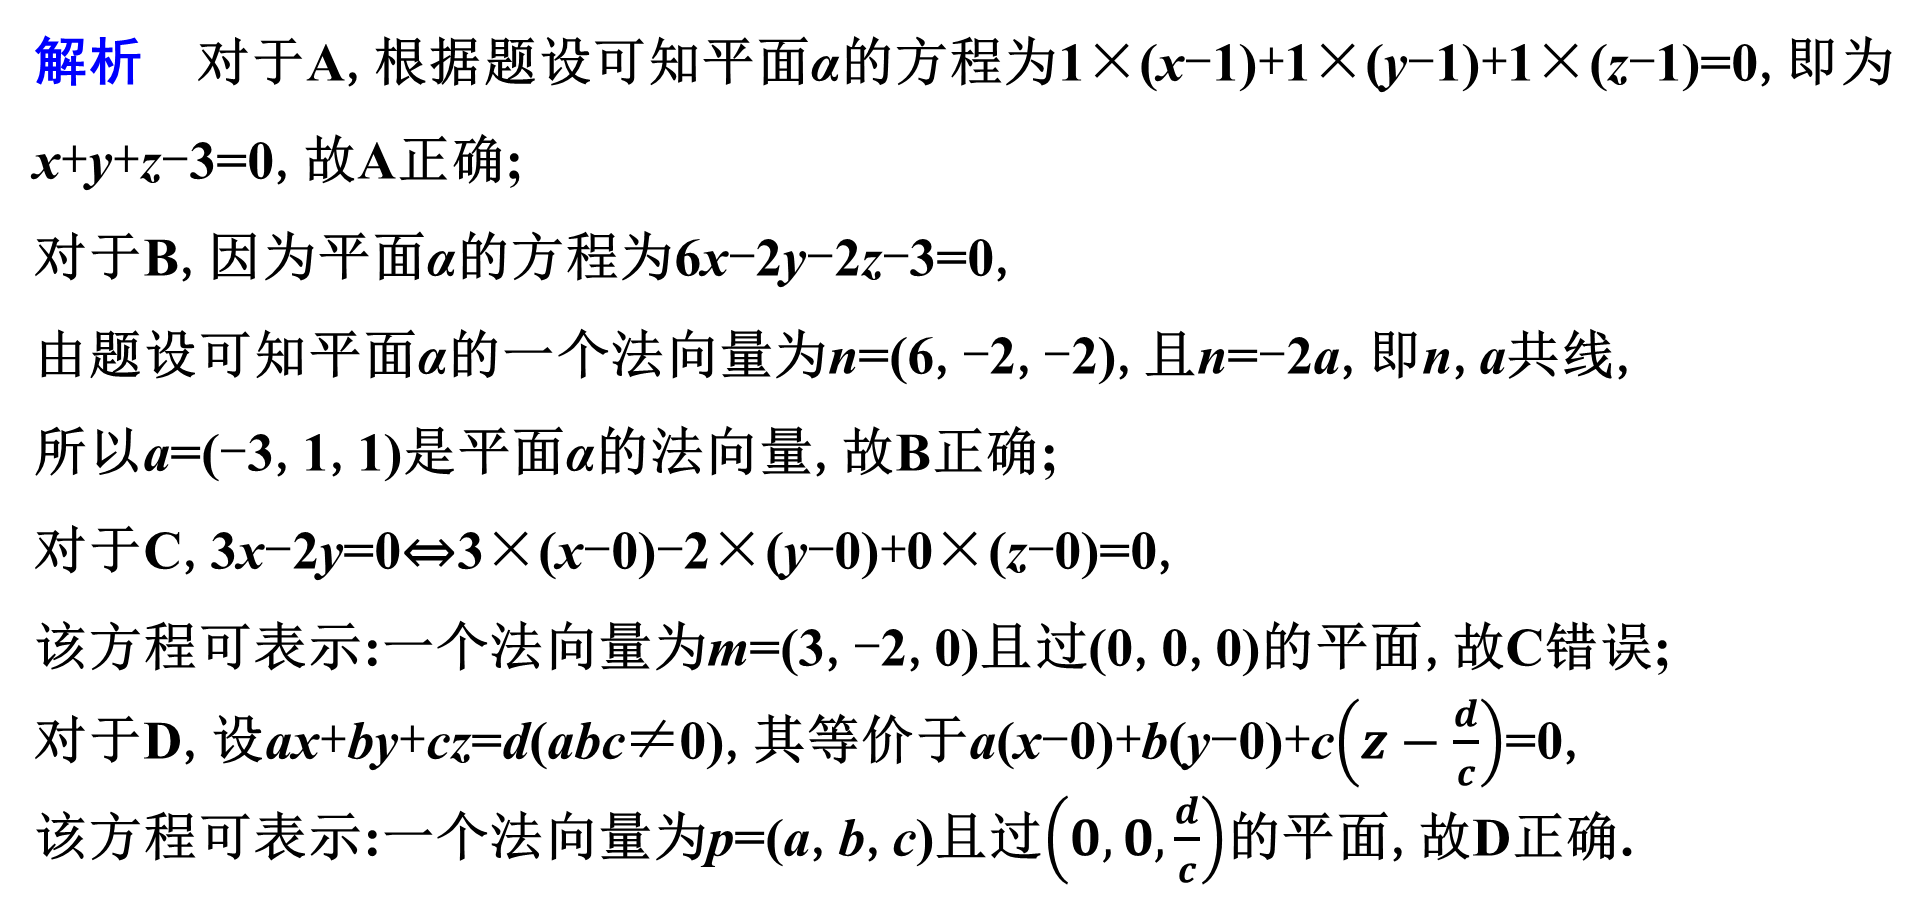 解析 对于A, 根据题设可知平面α的方程为1×(x−1)+1×(y−1)+1×(z−1)=0, 即为
x+y+z−3=0, 故A正确;
对于B, 因为平面α的方程为6x−2y−2z−3=0,
由题设可知平面α的一个法向量为n=(6, −2, −2), 且n=−2a, 即n, a共线,
所以a=(−3, 1, 1)是平面α的法向量, 故B正确;
对于C, 3x−2y=0⇔3×(x−0)−2×(y−0)+0×(z−0)=0,
该方程可表示:一个法向量为m=(3, −2, 0)且过(0, 0, 0)的平面, 故C错误;
对于D, 设ax+by+cz=d(abc≠0), 其等价于a(x−0)+b(y−0)+c(z − d/c)=0,
该方程可表示:一个法向量为p=(a, b, c)且过(0, 0, d/c)的平面, 故D正确.